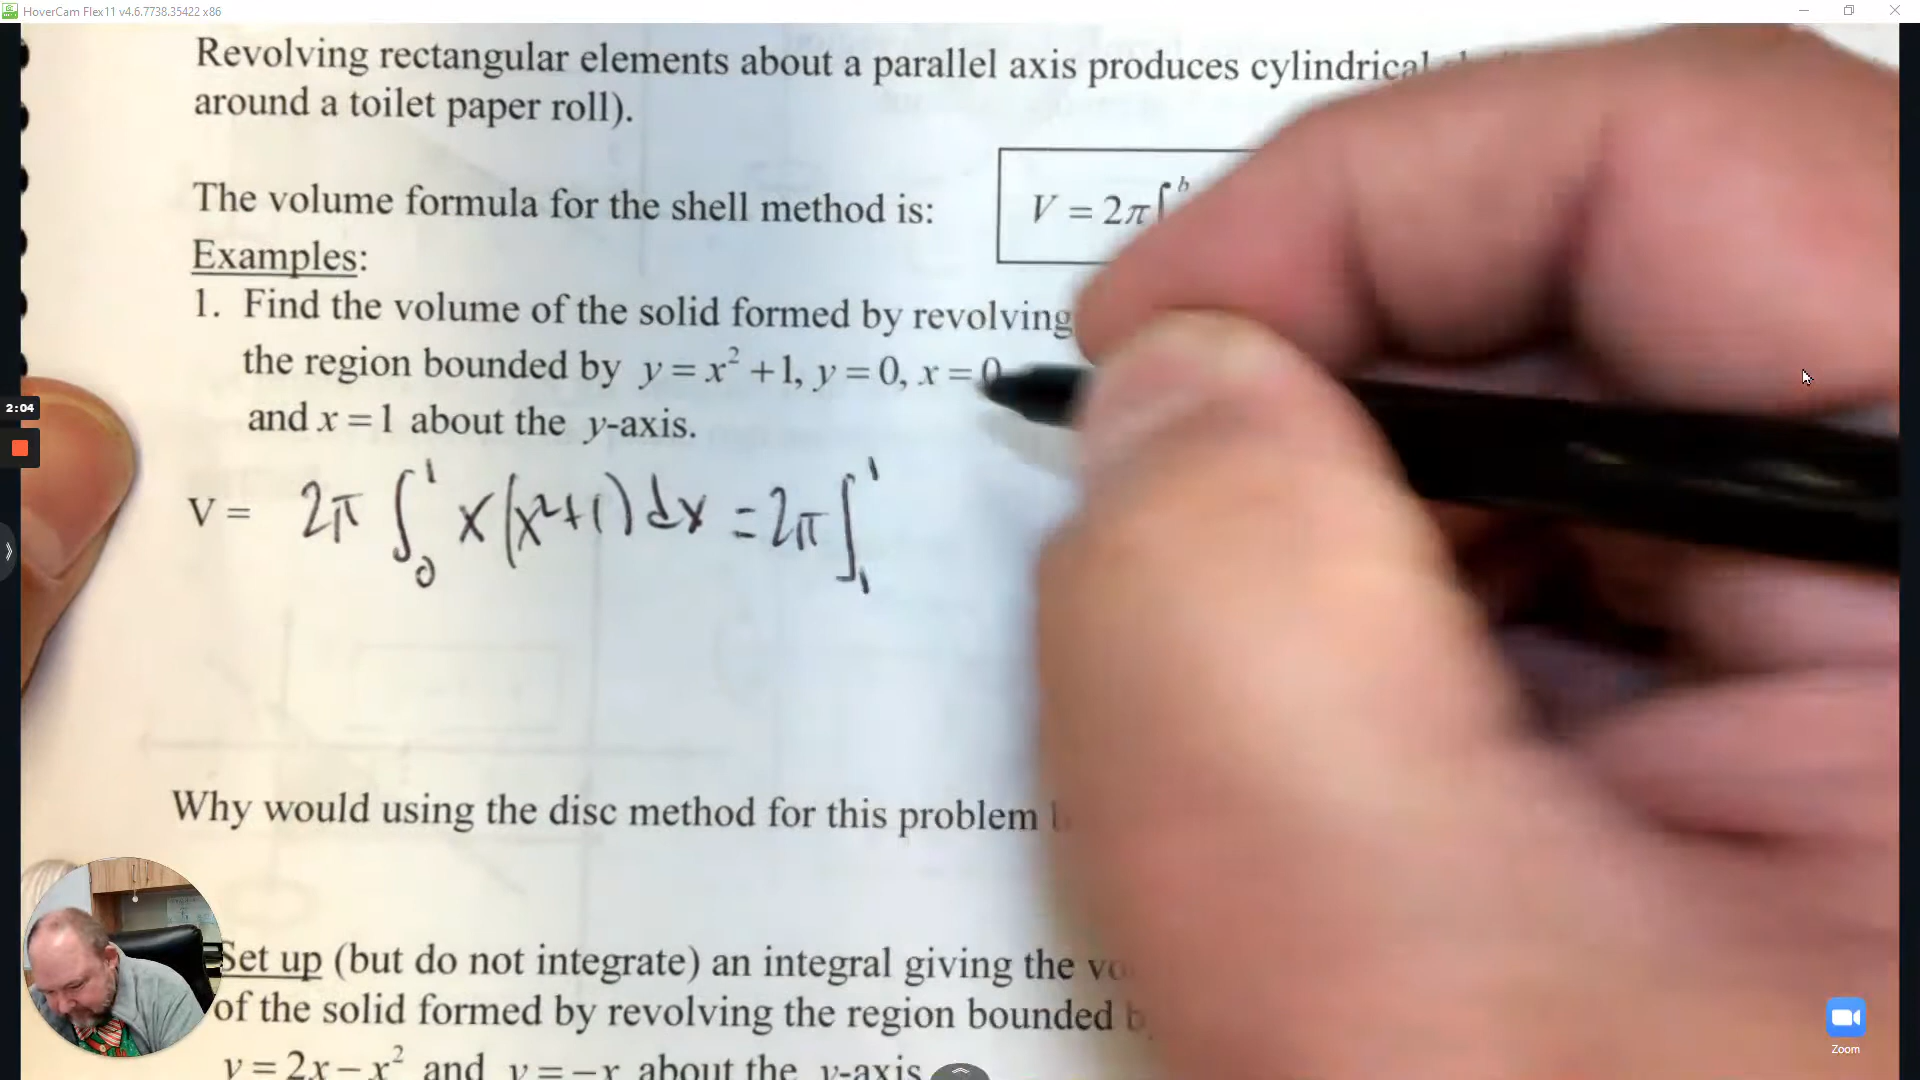 HoverCam Flex11 v4.6.7738.35422 x86
Revolving rectangular elements about a parallel axis produces cylindrical
around a toilet paper roll).
The volume formula for the shell method is:
V = 2π∫ᵇ
Examples:
1. Find the volume of the solid formed by revolving
the region bounded by y = x² + 1, y = 0, x = 0
and x = 1 about the y-axis.
V = 2π ∫₀¹ x(x²+1) dx = 2π ∫₁¹
2:04
Why would using the disc method for this problem
Set up (but do not integrate) an integral giving the
of the solid formed by revolving the region bounded
y = 2x − x² and y = −x about the y-axis
Zoom